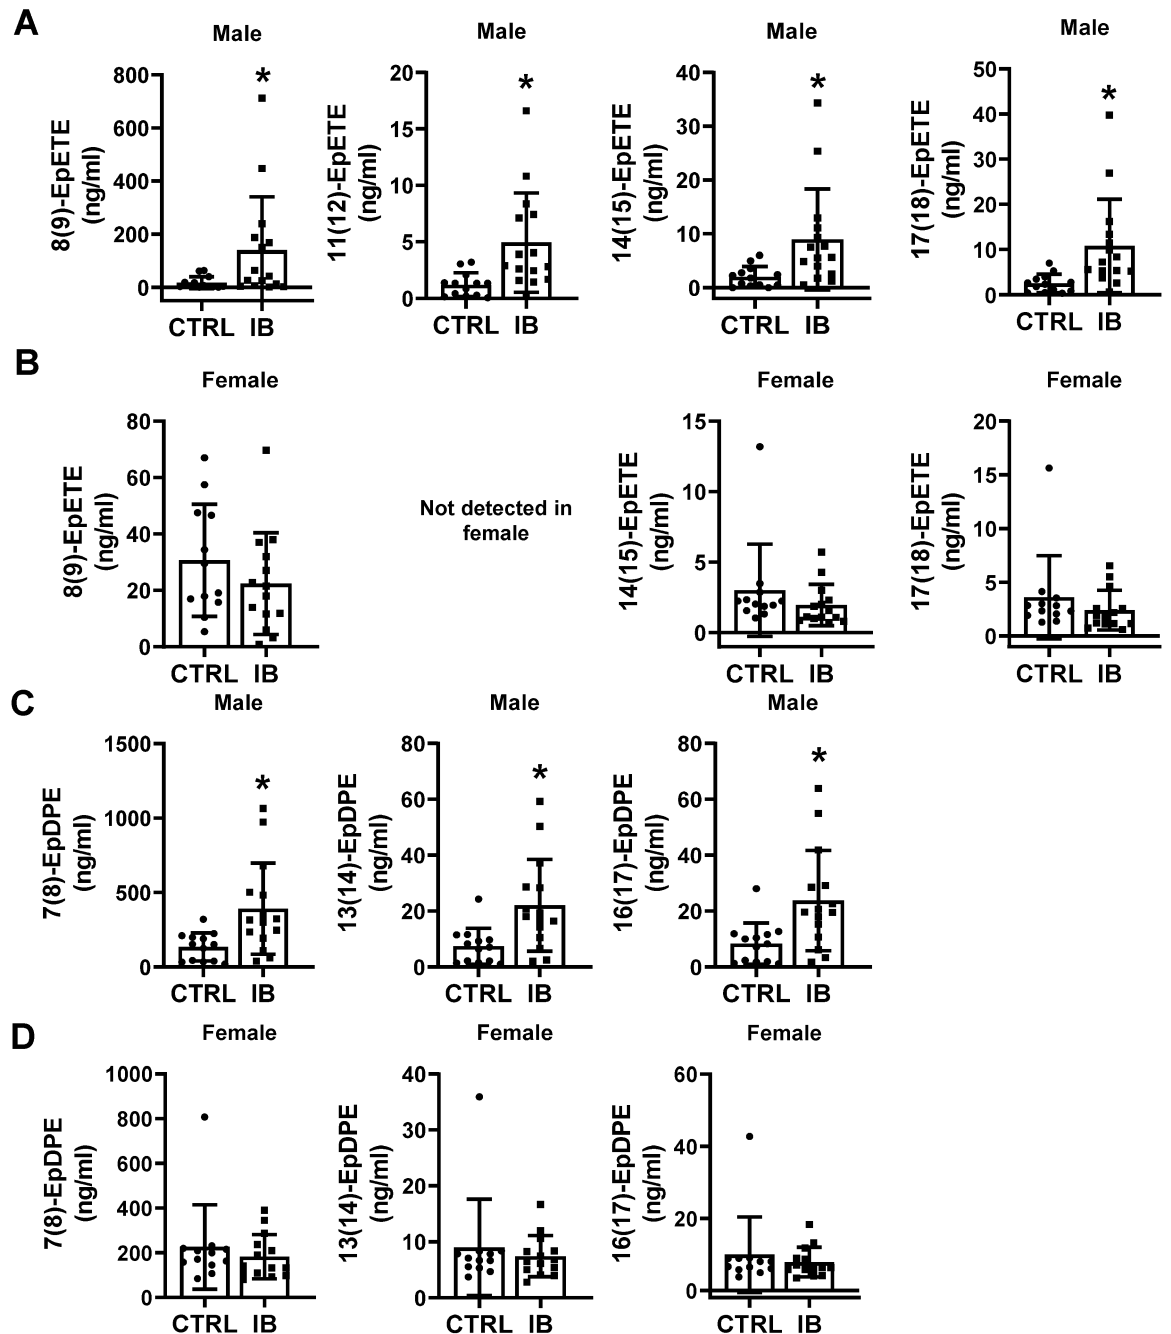 A
Male
8(9)-EpETE
(ng/ml)
800
600
400
200
0
*
CTRL IB
Male
11(12)-EpETE
(ng/ml)
20
15
10
5
0
*
CTRL IB
Male
14(15)-EpETE
(ng/ml)
40
30
20
10
0
*
CTRL IB
Male
17(18)-EpETE
(ng/ml)
50
40
30
20
10
0
*
CTRL IB
B
Female
8(9)-EpETE
(ng/ml)
80
60
40
20
0
CTRL IB
Not detected in
female
Female
14(15)-EpETE
(ng/ml)
15
10
5
0
CTRL IB
Female
17(18)-EpETE
(ng/ml)
20
15
10
5
0
CTRL IB
C
Male
7(8)-EpDPE
(ng/ml)
1500
1000
500
0
*
CTRL IB
Male
13(14)-EpDPE
(ng/ml)
80
60
40
20
0
*
CTRL IB
Male
16(17)-EpDPE
(ng/ml)
80
60
40
20
0
*
CTRL IB
D
Female
7(8)-EpDPE
(ng/ml)
1000
800
600
400
200
0
CTRL IB
Female
13(14)-EpDPE
(ng/ml)
40
30
20
10
0
CTRL IB
Female
16(17)-EpDPE
(ng/ml)
60
40
20
0
CTRL IB